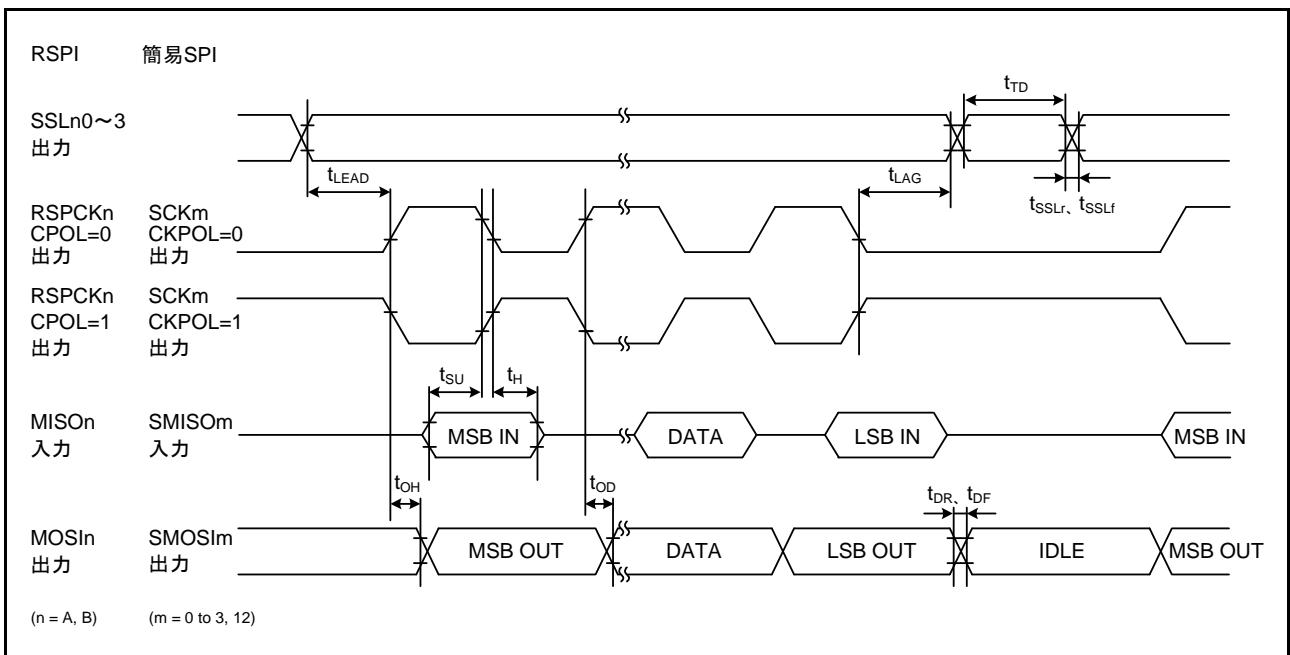 RSPI 簡易SPI
tTD
SSLn0～3
出力
tLEAD
tLAG
tSSLr、tSSLf
RSPCKn SCKm
CPOL=0 CKPOL=0
出力 出力
RSPCKn SCKm
CPOL=1 CKPOL=1
出力 出力
tSU tH
MISOn SMISOm
入力 入力
MSB IN DATA LSB IN MSB IN
tOH tOD tDR、tDF
MOSIn SMOSIm
出力 出力
MSB OUT DATA LSB OUT IDLE MSB OUT
(n = A, B) (m = 0 to 3, 12)